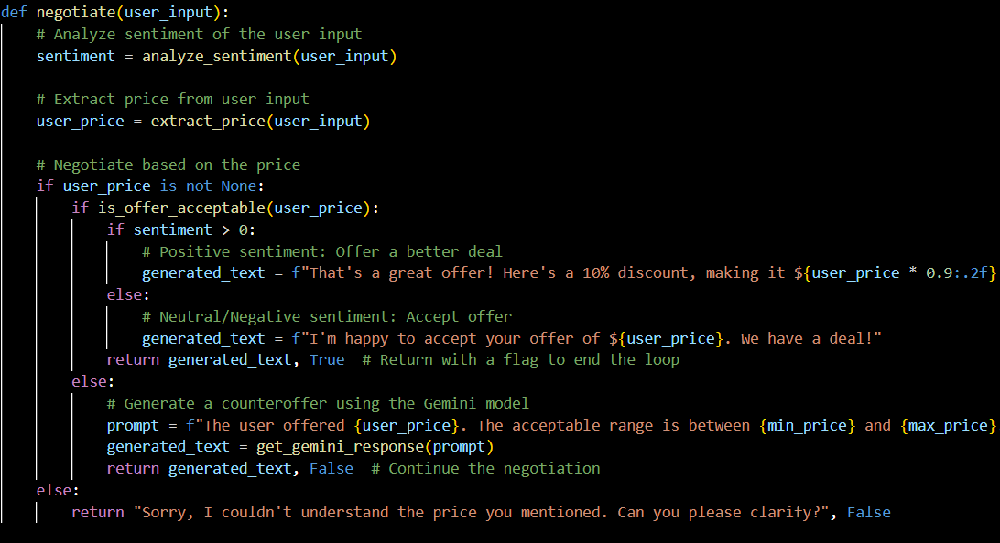 def negotiate(user_input):
    # Analyze sentiment of the user input
    sentiment = analyze_sentiment(user_input)

    # Extract price from user input
    user_price = extract_price(user_input)

    # Negotiate based on the price
    if user_price is not None:
        if is_offer_acceptable(user_price):
            if sentiment > 0:
                # Positive sentiment: Offer a better deal
                generated_text = f"That's a great offer! Here's a 10% discount, making it ${user_price * 0.9:.2f}
            else:
                # Neutral/Negative sentiment: Accept offer
                generated_text = f"I'm happy to accept your offer of ${user_price}. We have a deal!"
            return generated_text, True  # Return with a flag to end the loop
        else:
            # Generate a counteroffer using the Gemini model
            prompt = f"The user offered {user_price}. The acceptable range is between {min_price} and {max_price}
            generated_text = get_gemini_response(prompt)
            return generated_text, False  # Continue the negotiation
    else:
        return "Sorry, I couldn't understand the price you mentioned. Can you please clarify?", False